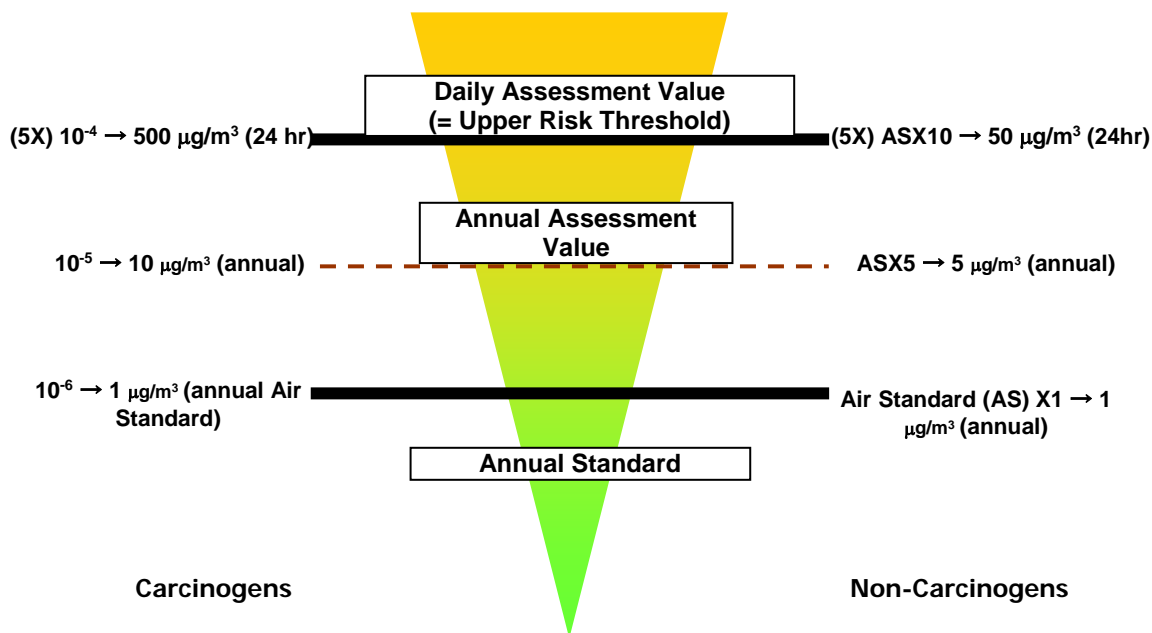 Daily Assessment Value
(= Upper Risk Threshold)
(5X) 10⁻⁴ → 500 μg/m³ (24 hr)
(5X) ASX10 → 50 μg/m³ (24hr)
Annual Assessment
Value
10⁻⁵ → 10 μg/m³ (annual)
ASX5 → 5 μg/m³ (annual)
10⁻⁶ → 1 μg/m³ (annual Air
Standard)
Air Standard (AS) X1 → 1
μg/m³ (annual)
Annual Standard
Carcinogens
Non-Carcinogens